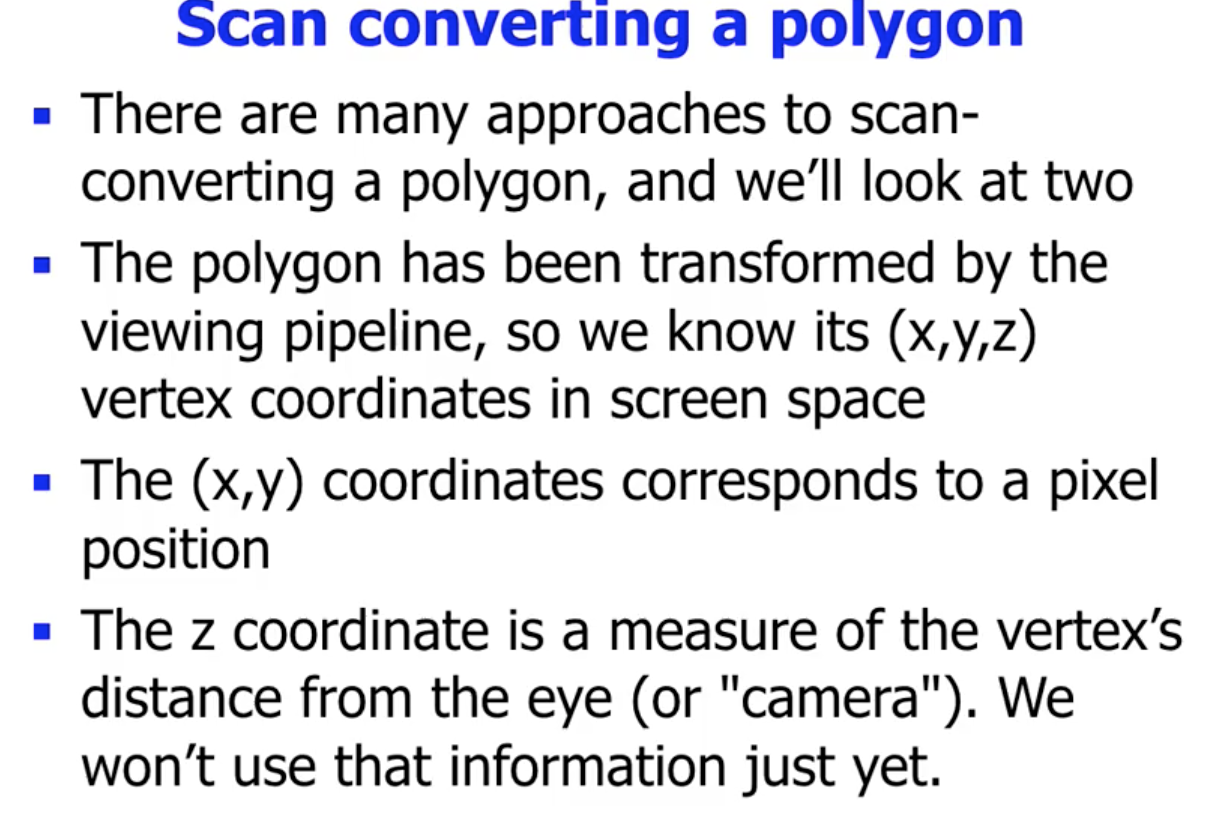 Scan converting a polygon
There are many approaches to scan-
converting a polygon, and we’ll look at two
The polygon has been transformed by the
viewing pipeline, so we know its (x,y,z)
vertex coordinates in screen space
The (x,y) coordinates corresponds to a pixel
position
The z coordinate is a measure of the vertex’s
distance from the eye (or "camera"). We
won’t use that information just yet.